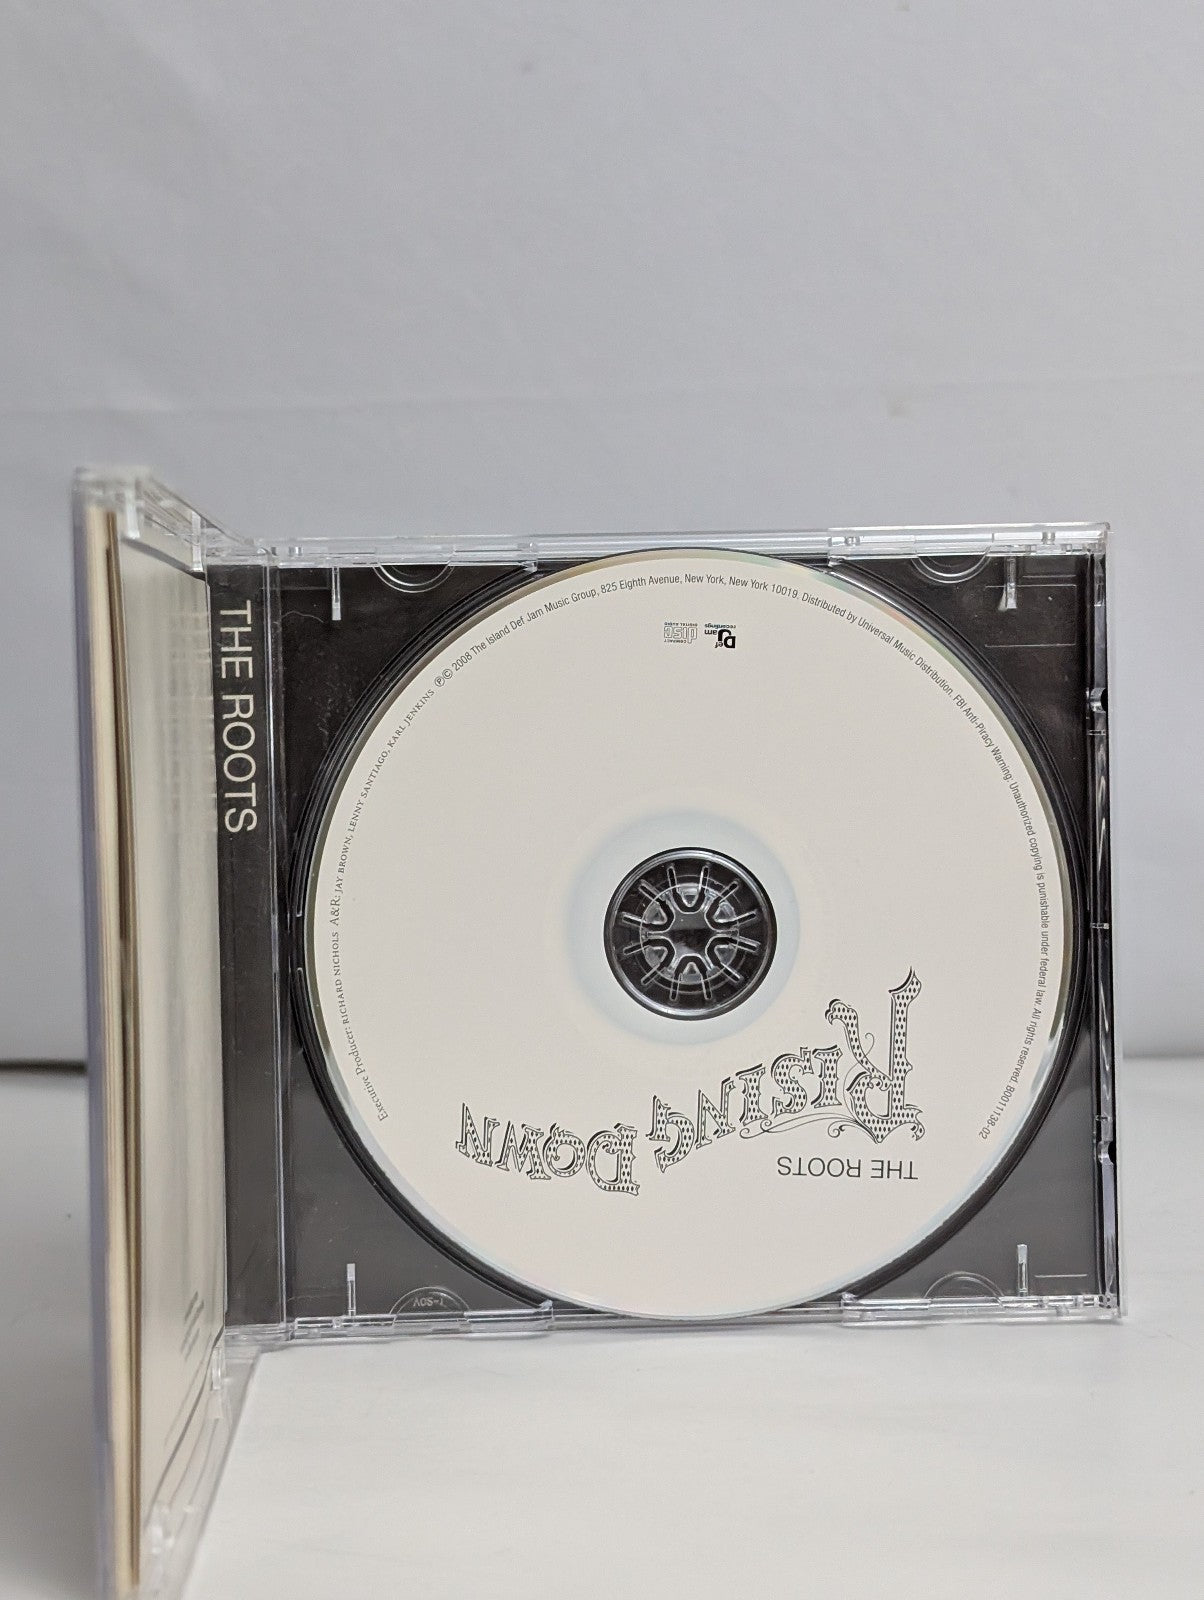 THE ROOTS
Executive Producer: RICHARD NICHOLS A&R: JAY BROWN, LENNY SANTIAGO, KARL JENKINS ℗© 2008 The Island Def Jam Music Group, 825 Eighth Avenue, New York, New York 10019. Distributed by Universal Music Distribution. FBI Anti-Piracy Warning: Unauthorized copying is punishable under federal law. All rights reserved. B0011138-02
Def
Jam
recordings
COMPACT
disc
DIGITAL AUDIO
THE ROOTS
RISING DOWN